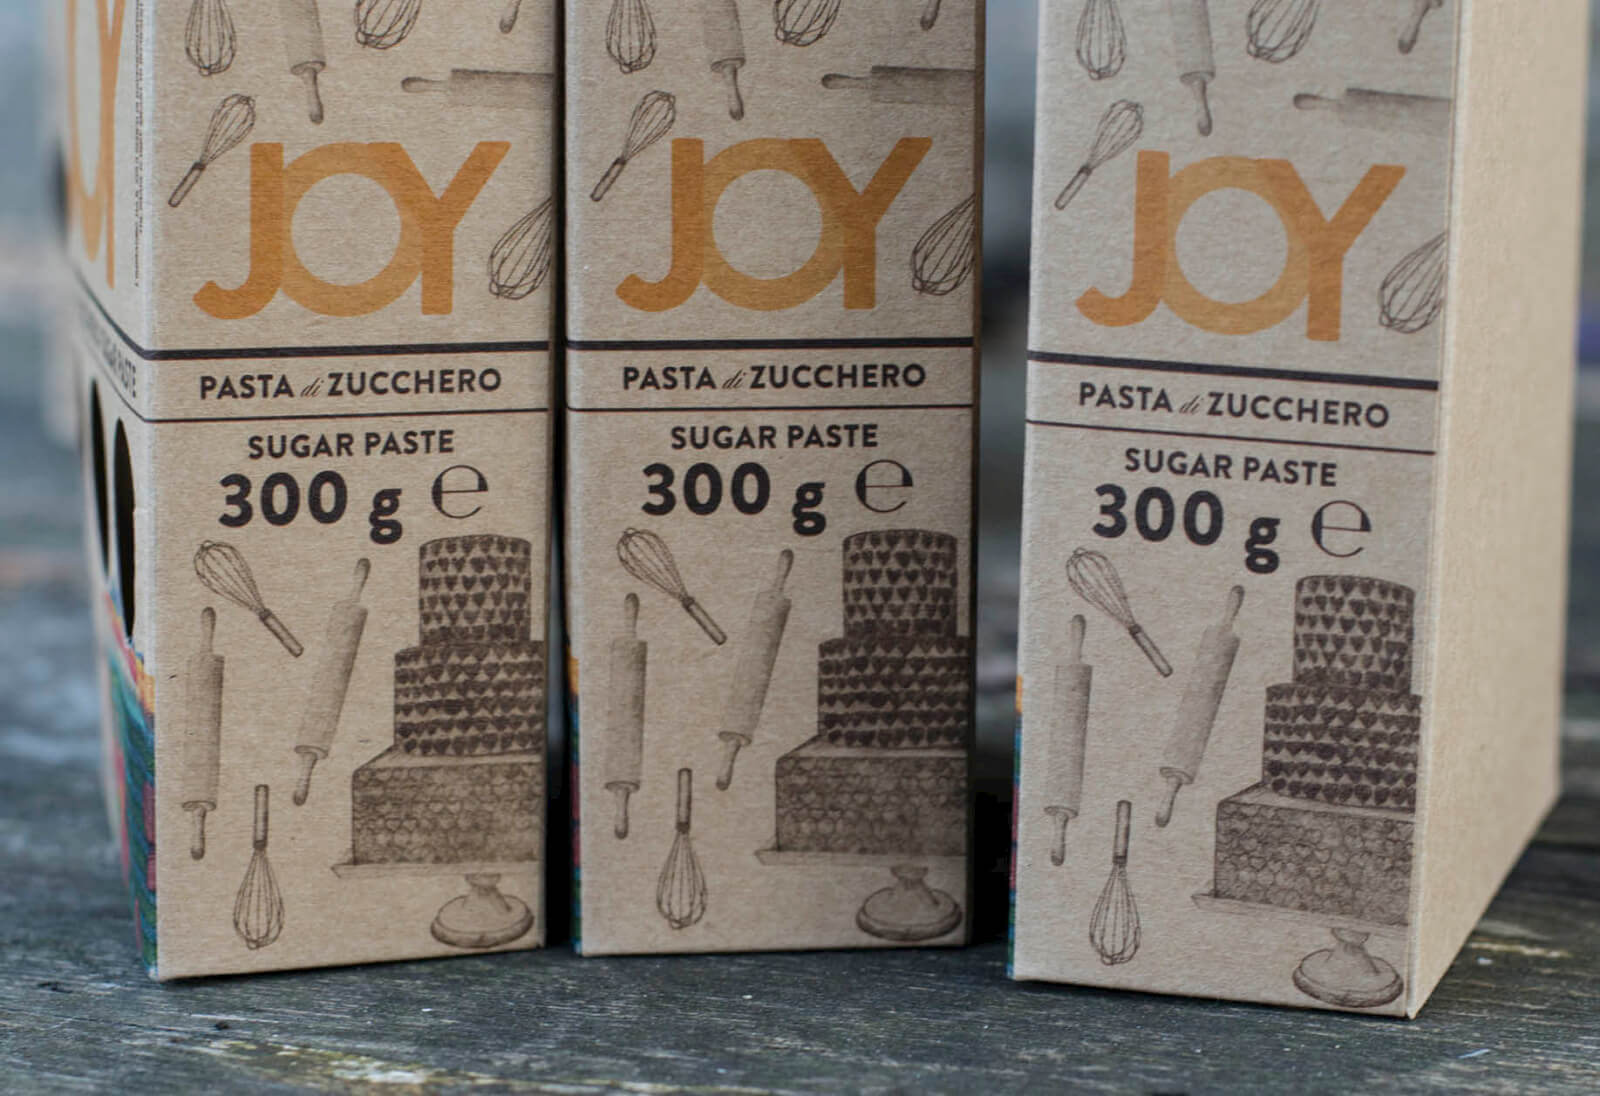 JOY
PASTA di ZUCCHERO
SUGAR PASTE
300 g ℮
JOY
PASTA di ZUCCHERO
SUGAR PASTE
300 g ℮
JOY
PASTA di ZUCCHERO
SUGAR PASTE
300 g ℮